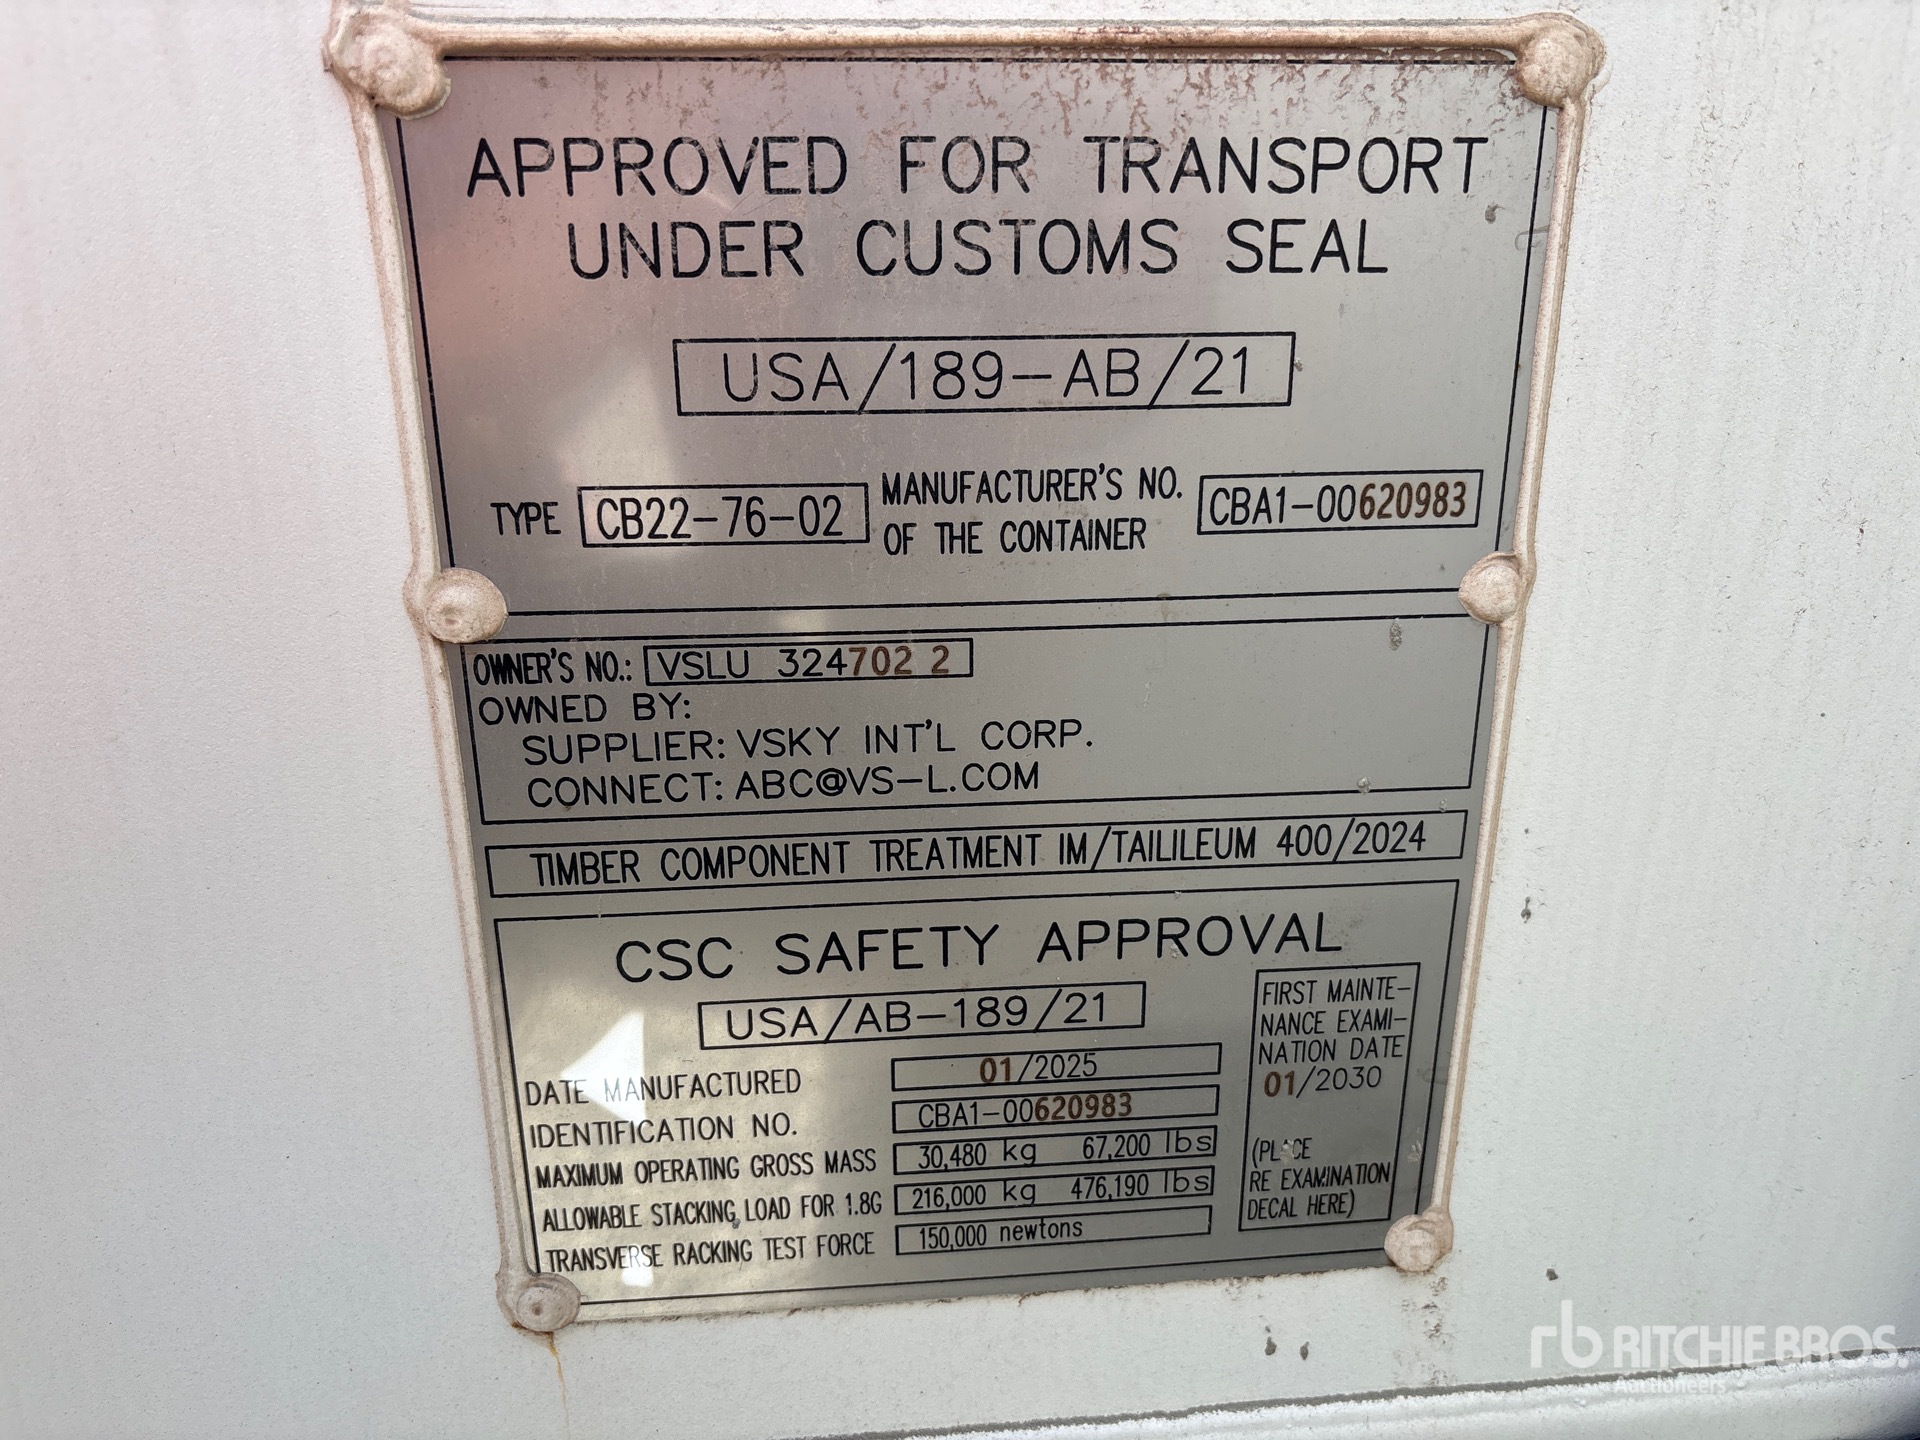 APPROVED FOR TRANSPORT
UNDER CUSTOMS SEAL
USA/189-AB/21
TYPE CB22-76-02 MANUFACTURER'S NO. OF THE CONTAINER CBA1-00620983
OWNER'S NO.: VSLU 324702 2
OWNED BY:
SUPPLIER: VSKY INT'L CORP.
CONNECT: ABC@VS-L.COM
TIMBER COMPONENT TREATMENT IM/TAILILEUM 400/2024
CSC SAFETY APPROVAL
USA/AB-189/21
DATE MANUFACTURED 01/2025
IDENTIFICATION NO. CBA1-00620983
MAXIMUM OPERATING GROSS MASS 30,480 kg 67,200 lbs
ALLOWABLE STACKING LOAD FOR 1.8G 216,000 kg 476,190 lbs
TRANSVERSE RACKING TEST FORCE 150,000 newtons
FIRST MAINTE-
NANCE EXAMI-
NATION DATE
01/2030
(PLACE
RE EXAMINATION
DECAL HERE)
rb RITCHIE BROS.
Auctioneers